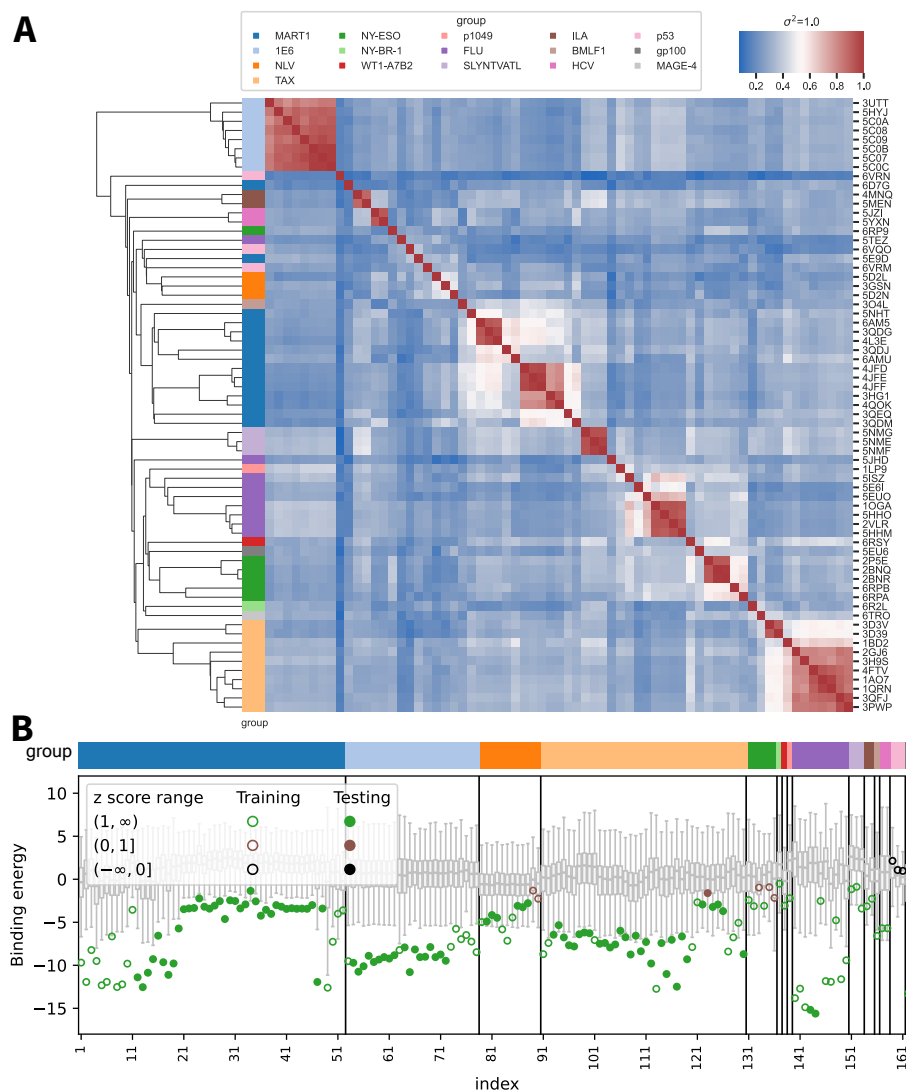 A
group
MART1 NY-ESO p1049 ILA p53
1E6 NY-BR-1 FLU BMLF1 gp100
NLV WT1-A7B2 SLYNTVATL HCV MAGE-4
TAX
σ²=1.0
0.2 0.4 0.6 0.8 1.0
3UTT
5HYJ
5C0A
5C08
5C09
5C0B
5C07
5C0C
6VRN
6D7G
4MNQ
5MEN
5JZI
5YXN
6RP9
5TEZ
6VQO
5E9D
6VRM
5D2L
3GSN
5D2N
3O4L
5NHT
6AM5
3QDG
4L3E
3QDJ
6AMU
4JFD
4JFE
4JFF
3HG1
4QOK
3QEQ
3QDM
5NMG
5NME
5NMF
5JHD
1LP9
5ISZ
5E6I
5EUO
1OGA
5HHO
2VLR
5HHM
6RSY
5EU6
2P5E
2BNQ
2BNR
6RPB
6RPA
6R2L
6TRO
3D3V
3D39
1BD2
2GJ6
3H9S
4FTV
1AO7
1QRN
3QFJ
3PWP
group
B
group
z score range Training Testing
(1, ∞)
(0, 1]
(−∞, 0]
Binding energy
10
5
0
−5
−10
−15
1 11 21 31 41 51 61 71 81 91 101 111 121 131 141 151 161
index